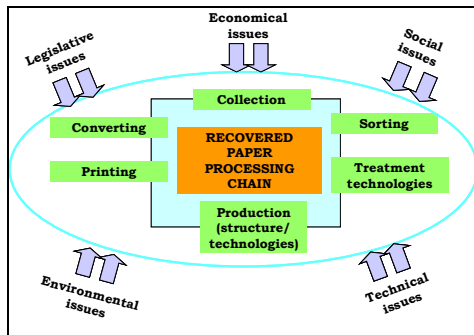 Economical
issues
Legislative
issues
Social
issues
Collection
Converting
Sorting
RECOVERED
PAPER
PROCESSING
CHAIN
Printing
Treatment
technologies
Production
(structure/
technologies)
Environmental
issues
Technical
issues